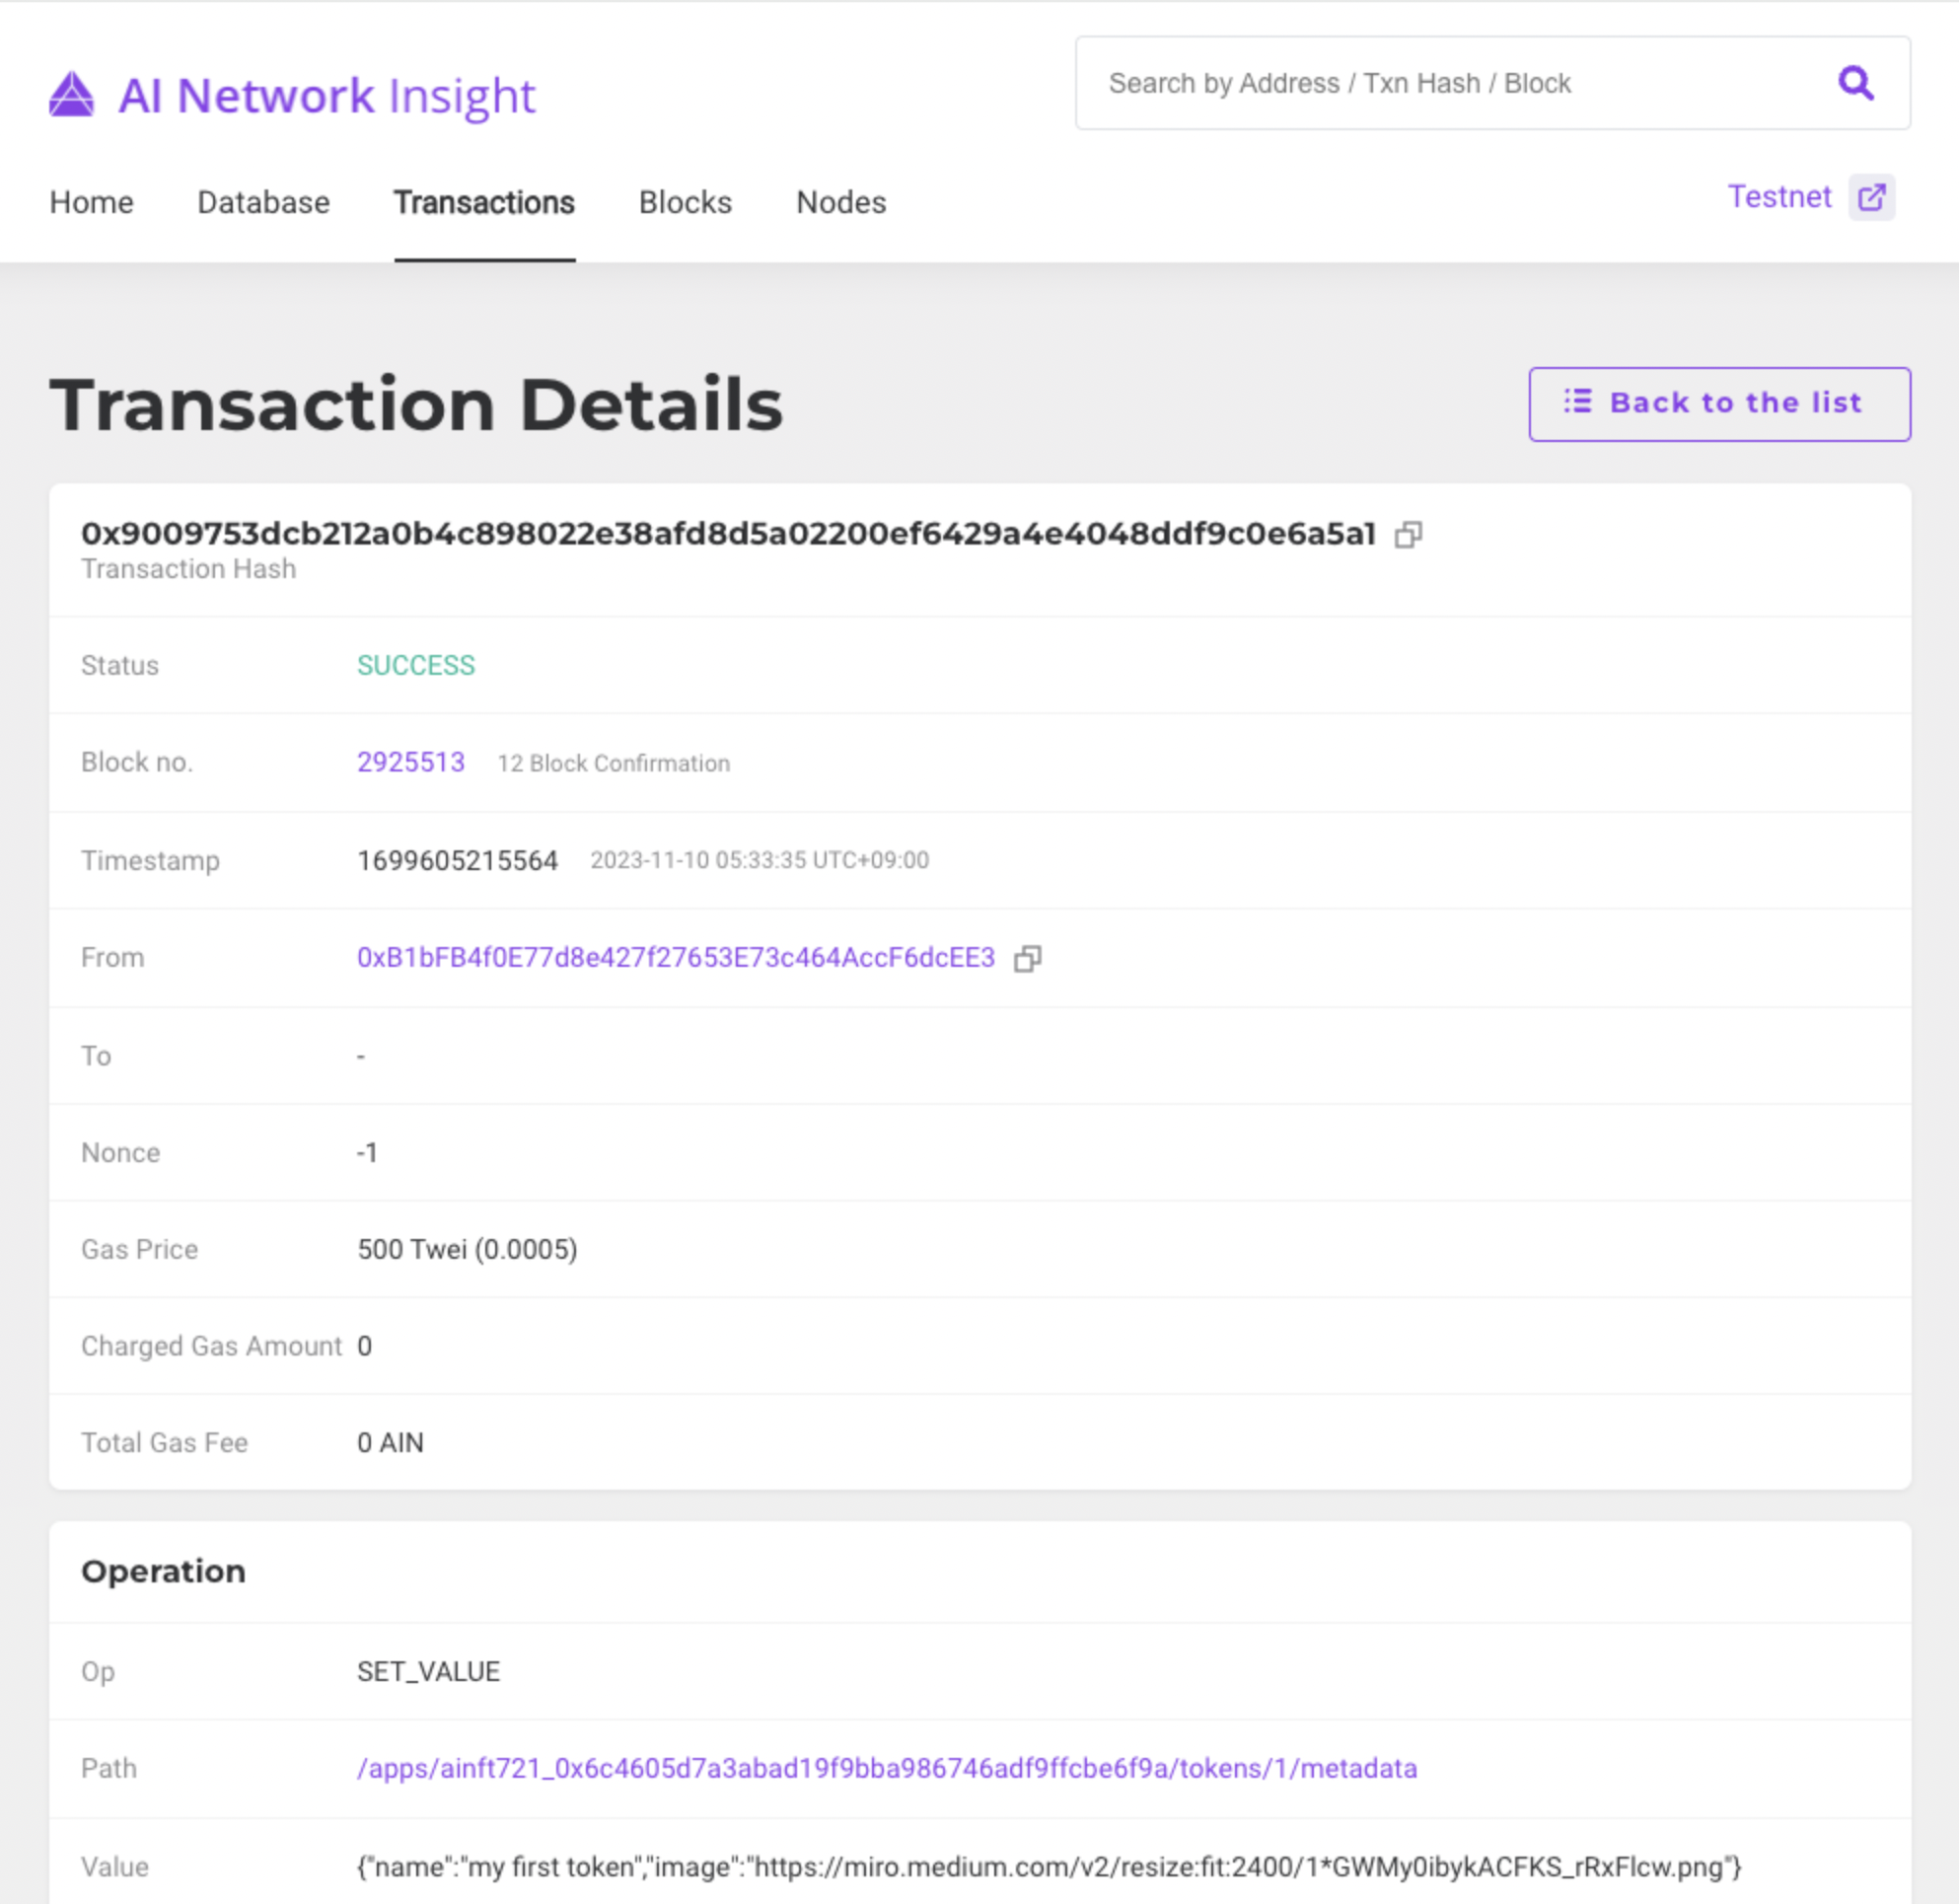 AI Network Insight
Search by Address / Txn Hash / Block
Home Database Transactions Blocks Nodes
Testnet
Transaction Details
Back to the list
0x9009753dcb212a0b4c898022e38afd8d5a02200ef6429a4e4048ddf9c0e6a5a1
Transaction Hash
Status SUCCESS
Block no. 2925513 12 Block Confirmation
Timestamp 1699605215564 2023-11-10 05:33:35 UTC+09:00
From 0xB1bFB4f0E77d8e427f27653E73c464AccF6dcEE3
To -
Nonce -1
Gas Price 500 Twei (0.0005)
Charged Gas Amount 0
Total Gas Fee 0 AIN
Operation
Op SET_VALUE
Path /apps/ainft721_0x6c4605d7a3abad19f9bba986746adf9ffcbe6f9a/tokens/1/metadata
Value {"name":"my first token","image":"https://miro.medium.com/v2/resize:fit:2400/1*GWMy0ibykACFKS_rRxFlcw.png"}